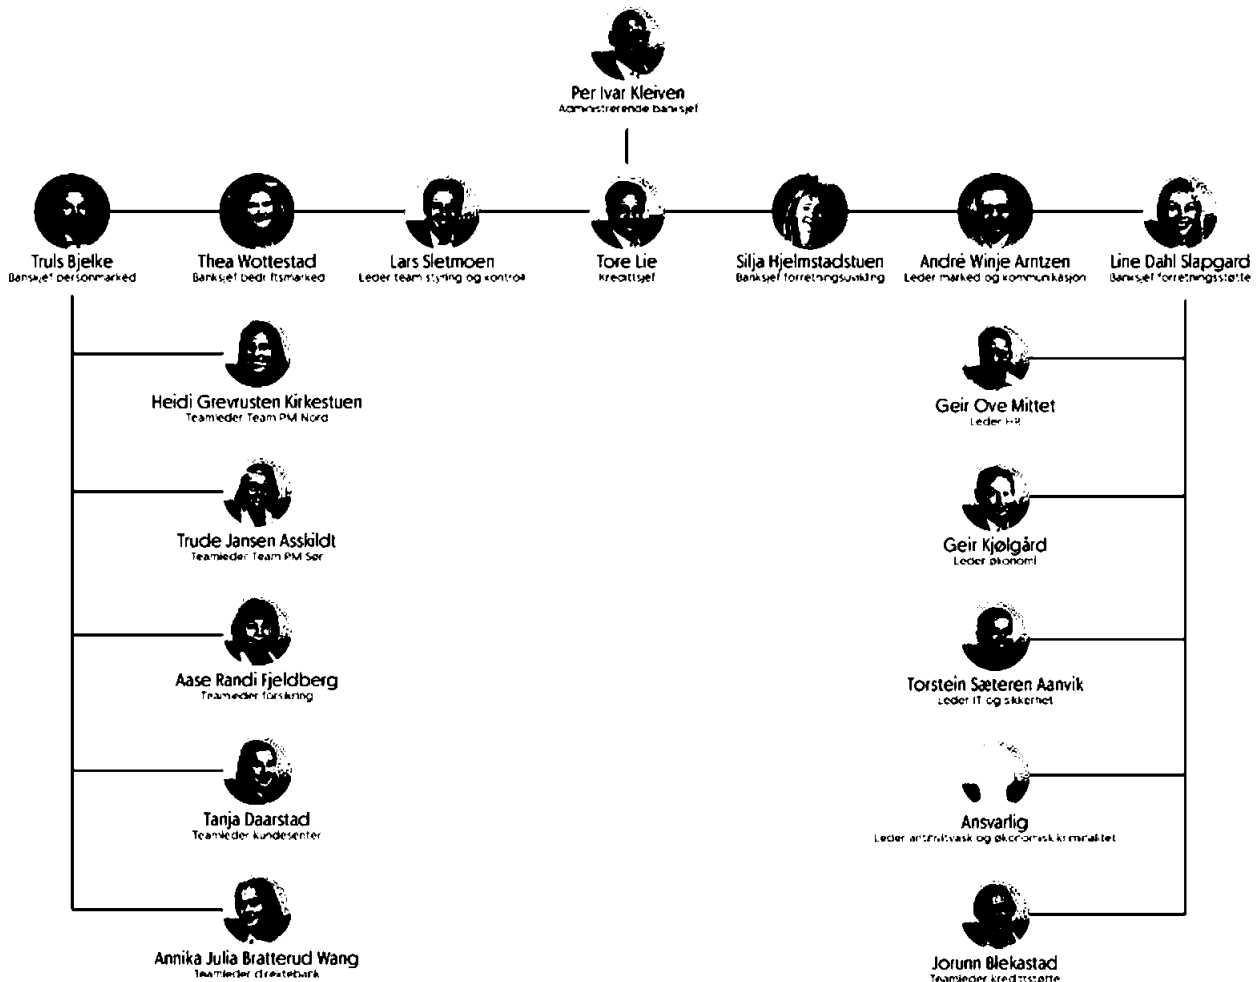 Per Ivar Kleiven
Administrerende banksjef
Truls Bjelke
Banskjef personmarked
Thea Wottestad
Banksjef bedriftsmarked
Lars Sletmoen
Leder team styring og kontroll
Tore Lie
Kredittsjef
Silja Hjelmstadstuen
Banksjef forretningsuvikling
André Winje Arntzen
Leder marked og kommunikasjon
Line Dahl Slapgard
Banksjef forretningsstøtte
Heidi Grevrusten Kirkestuen
Teamleder Team PM Nord
Trude Jansen Asskildt
Teamleder Team PM Sør
Aase Randi Fjeldberg
Teamleder forsikring
Tanja Daarstad
Teamleder kundesenter
Annika Julia Bratterud Wang
Teamleder direktebank
Geir Ove Mittet
Leder HR
Geir Kjølgård
Leder økonomi
Torstein Sæteren Aanvik
Leder IT og sikkerhet
Ansvarlig
Leder antihvitvask og økonomisk kriminalitet
Jorunn Blekastad
Teamleder kredittstøtte